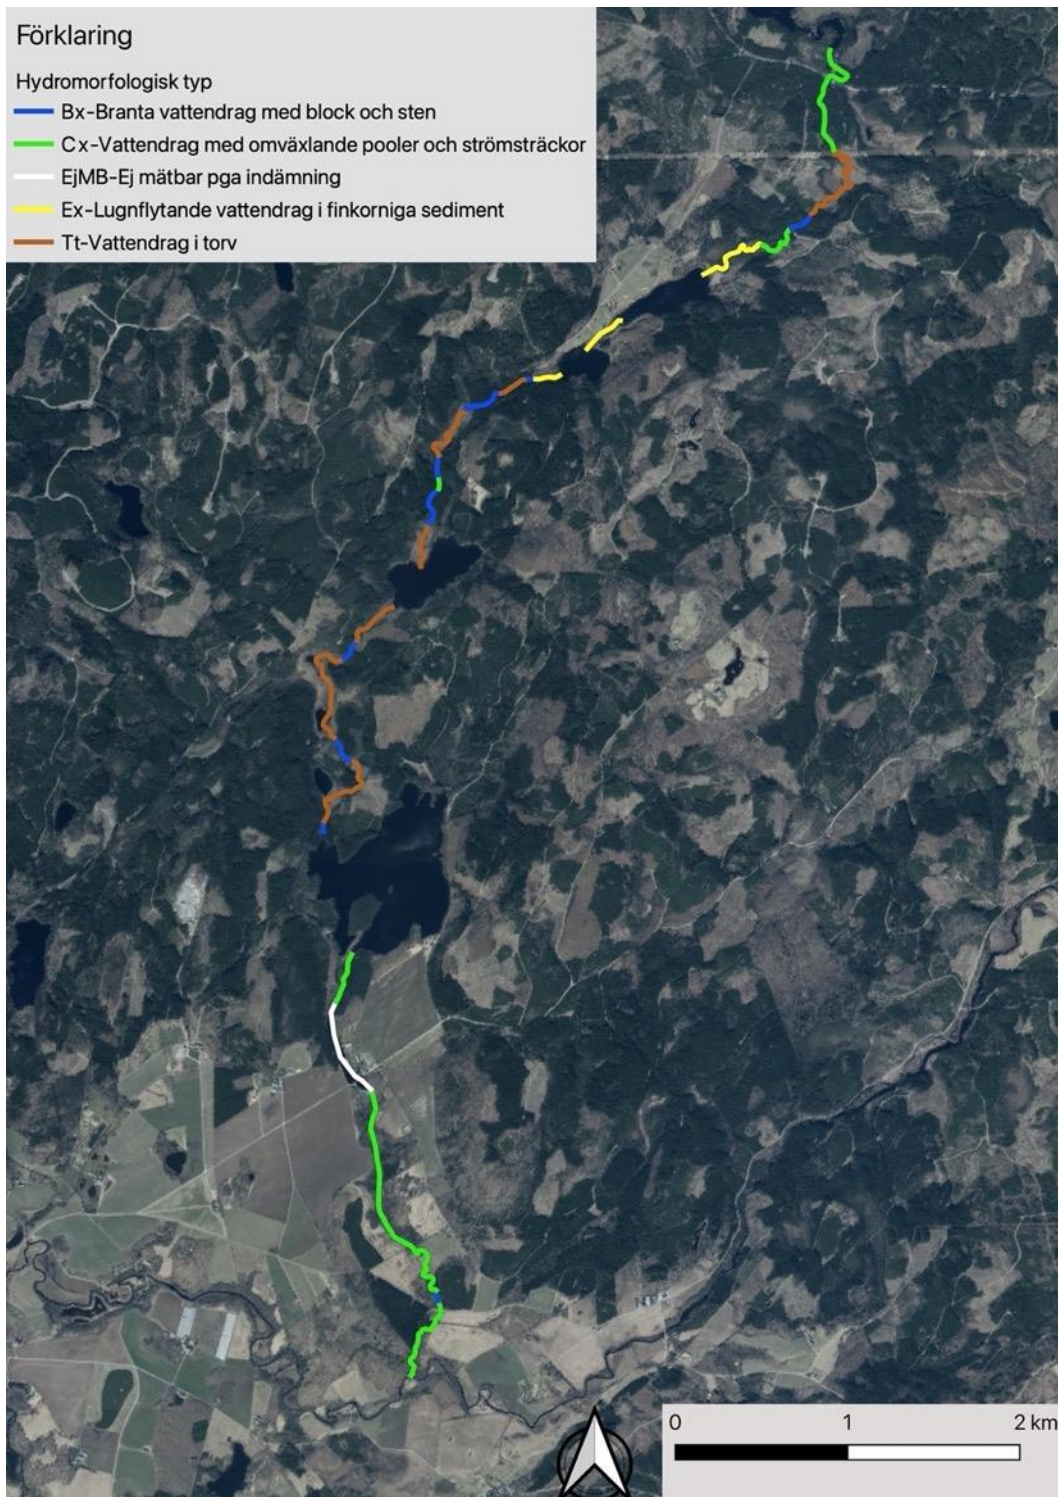 Förklaring
Hydromorfologisk typ
Bx-Branta vattendrag med block och sten
Cx-Vattendrag med omväxlande pooler och strömsträckor
EjMB-Ej mätbar pga indämning
Ex-Lugnflytande vattendrag i finkorniga sediment
Tt-Vattendrag i torv
0 1 2 km